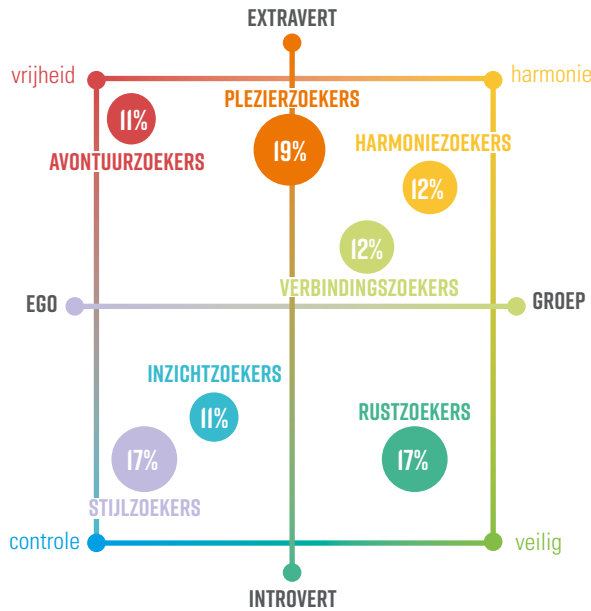 EXTRAVERT
vrijheid
harmonie
PLEZIERZOEKERS
11%
19%
HARMONIEZOEKERS
AVONTUURZOEKERS
12%
12%
VERBINDINGSZOEKERS
EGO
GROEP
INZICHTZOEKERS
11%
RUSTZOEKERS
17%
17%
STIJLZOEKERS
controle
veilig
INTROVERT